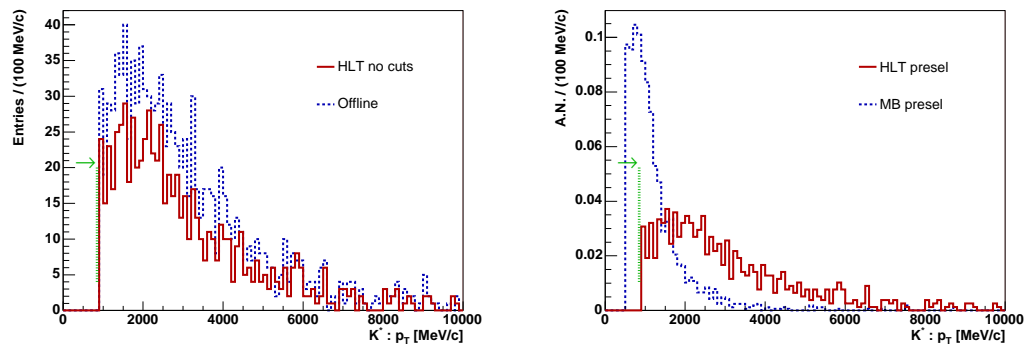 Entries / (100 MeV/c)
40
35
30
25
20
15
10
5
0
HLT no cuts
Offline
0 2000 4000 6000 8000 10000
K* : pT [MeV/c]
A.N. / (100 MeV/c)
0.1
0.08
0.06
0.04
0.02
0
HLT presel
MB presel
0 2000 4000 6000 8000 10000
K* : pT [MeV/c]